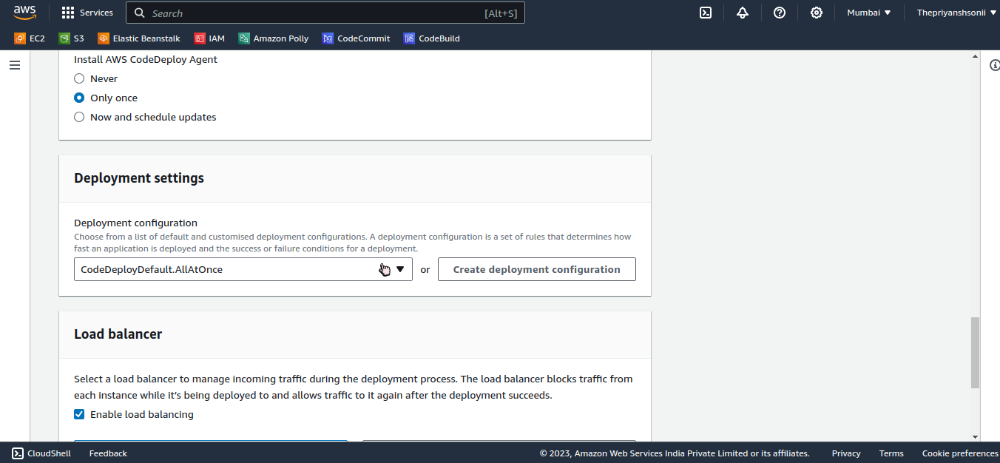 aws
Services
Search
[Alt+S]
Mumbai
Thepriyanshsonii
EC2
S3
Elastic Beanstalk
IAM
Amazon Polly
CodeCommit
CodeBuild
Install AWS CodeDeploy Agent
Never
Only once
Now and schedule updates
Deployment settings
Deployment configuration
Choose from a list of default and customised deployment configurations. A deployment configuration is a set of rules that determines how
fast an application is deployed and the success or failure conditions for a deployment.
CodeDeployDefault.AllAtOnce
or
Create deployment configuration
Load balancer
Select a load balancer to manage incoming traffic during the deployment process. The load balancer blocks traffic from
each instance while it's being deployed to and allows traffic to it again after the deployment succeeds.
Enable load balancing
CloudShell
Feedback
© 2023, Amazon Web Services India Private Limited or its affiliates.
Privacy
Terms
Cookie preferences